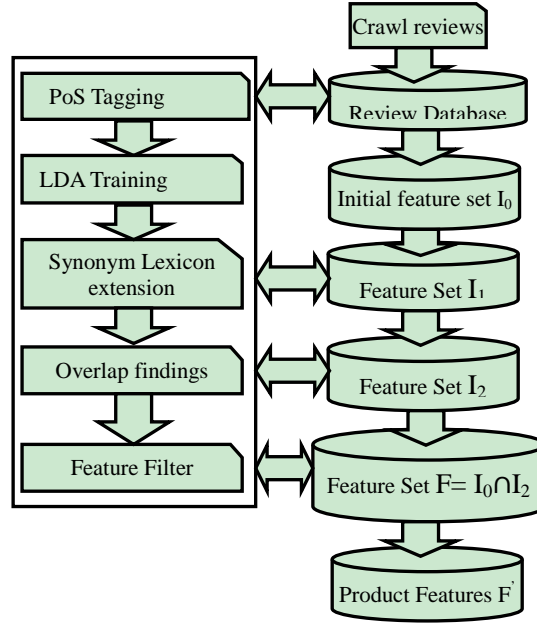 Crawl reviews
PoS Tagging
Review Database
LDA Training
Initial feature set I₀
Synonym Lexicon
extension
Feature Set I₁
Overlap findings
Feature Set I₂
Feature Filter
Feature Set F= I₀∩I₂
Product Features F'